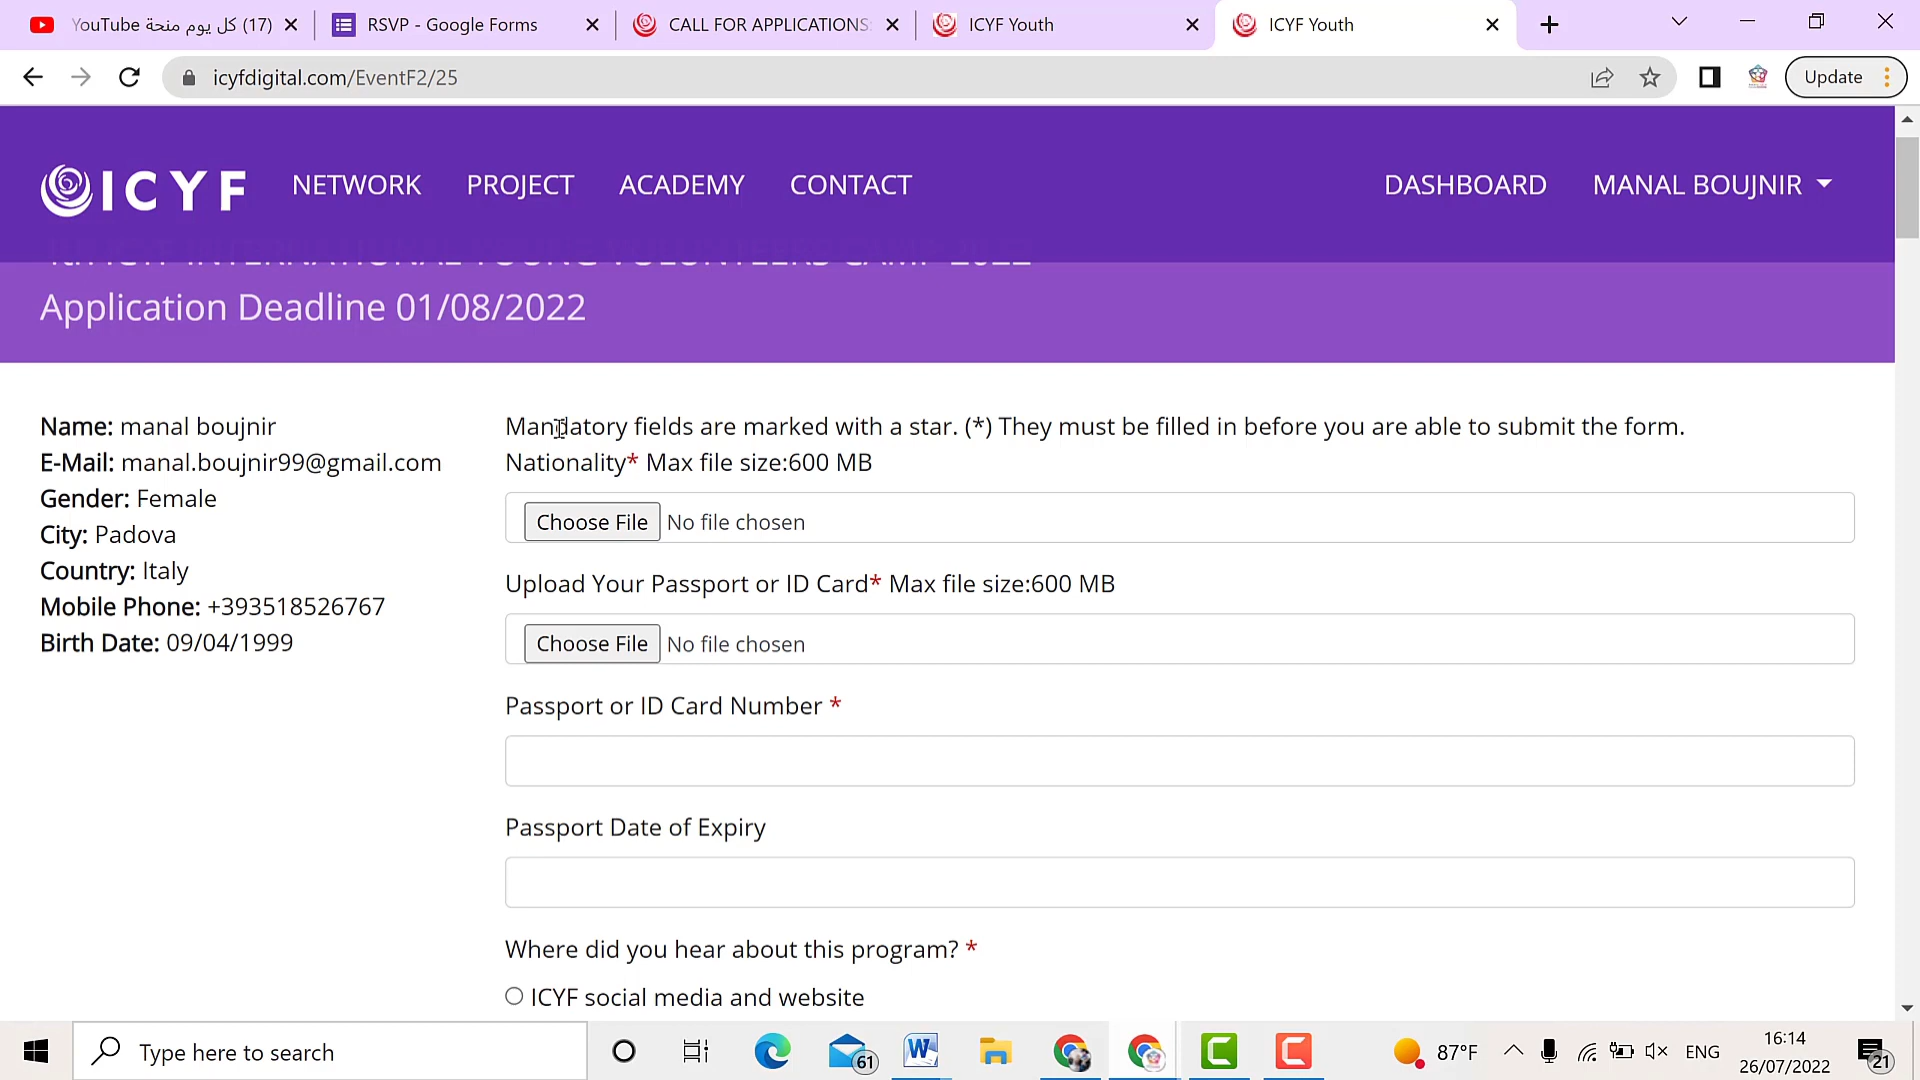 YouTube كل يوم منحة (17)
RSVP - Google Forms
CALL FOR APPLICATIONS:
ICYF Youth
ICYF Youth
icyfdigital.com/EventF2/25
Update
ICYF
NETWORK
PROJECT
ACADEMY
CONTACT
DASHBOARD
MANAL BOUJNIR
ICYF INTERNATIONAL YOUNG VOLUNTEERS CAMP 2022
Application Deadline 01/08/2022
Name: manal boujnir
E-Mail: manal.boujnir99@gmail.com
Gender: Female
City: Padova
Country: Italy
Mobile Phone: +393518526767
Birth Date: 09/04/1999
Mandatory fields are marked with a star. (*) They must be filled in before you are able to submit the form.
Nationality* Max file size:600 MB
Choose File No file chosen
Upload Your Passport or ID Card* Max file size:600 MB
Choose File No file chosen
Passport or ID Card Number *
Passport Date of Expiry
Where did you hear about this program? *
ICYF social media and website
Type here to search
61
87°F
ENG
16:14
26/07/2022
21